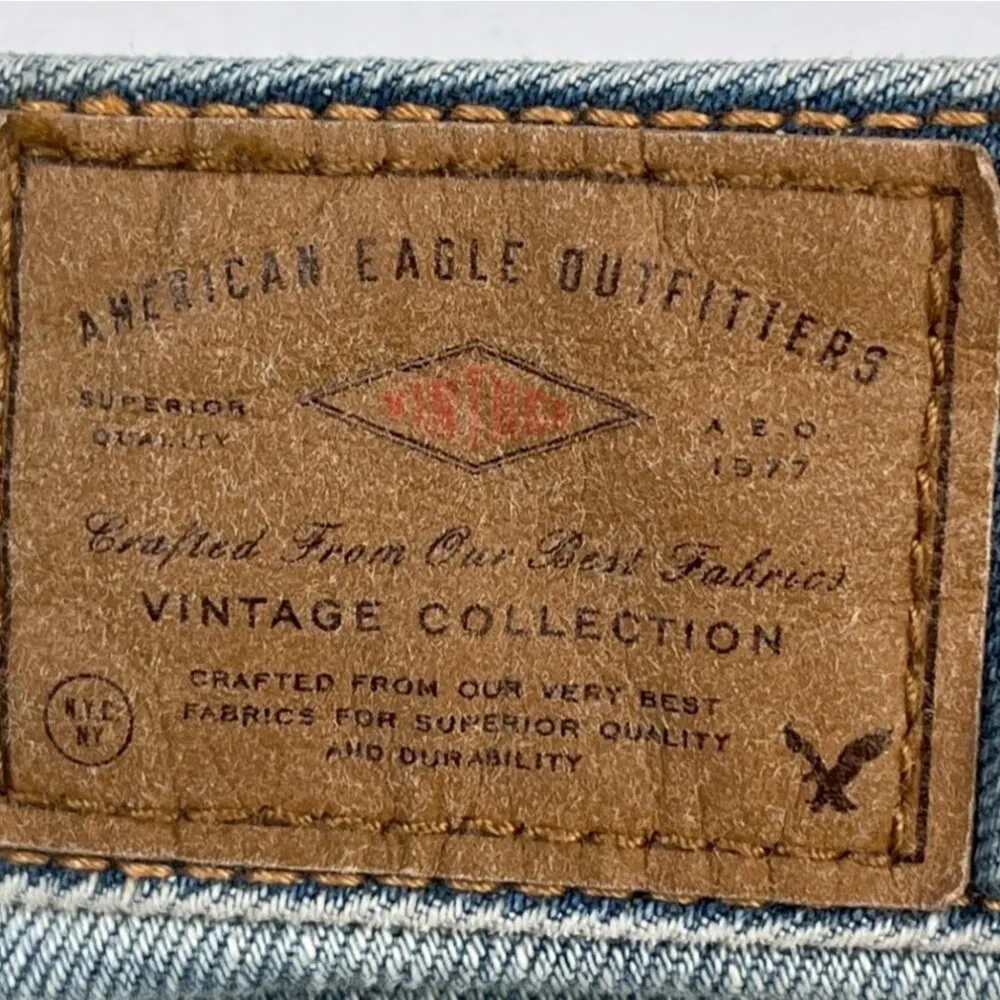 AMERICAN EAGLE OUTFITTERS
VINTAGE
SUPERIOR
QUALITY
A.E.O.
1977
Crafted From Our Best Fabrics
VINTAGE COLLECTION
CRAFTED FROM OUR VERY BEST
FABRICS FOR SUPERIOR QUALITY
AND DURABILITY
N.Y.C
NY